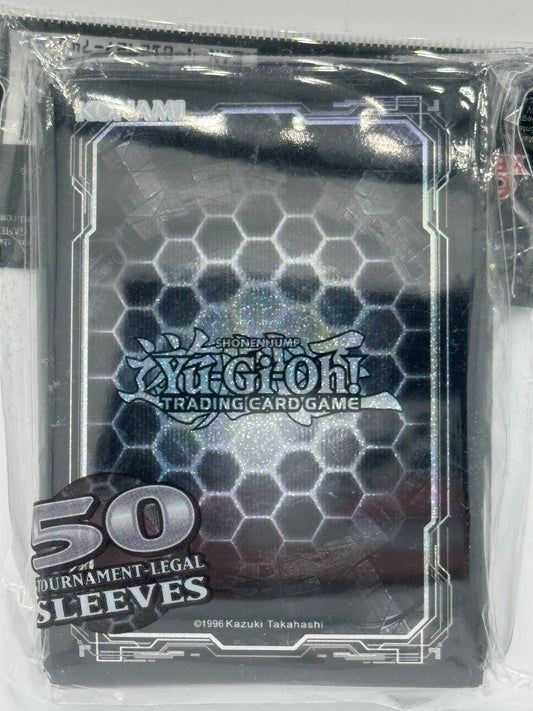 KONAMI
SHONEN JUMP
Yu-Gi-Oh!
TRADING CARD GAME
50
TOURNAMENT-LEGAL
SLEEVES
©1996 Kazuki Takahashi